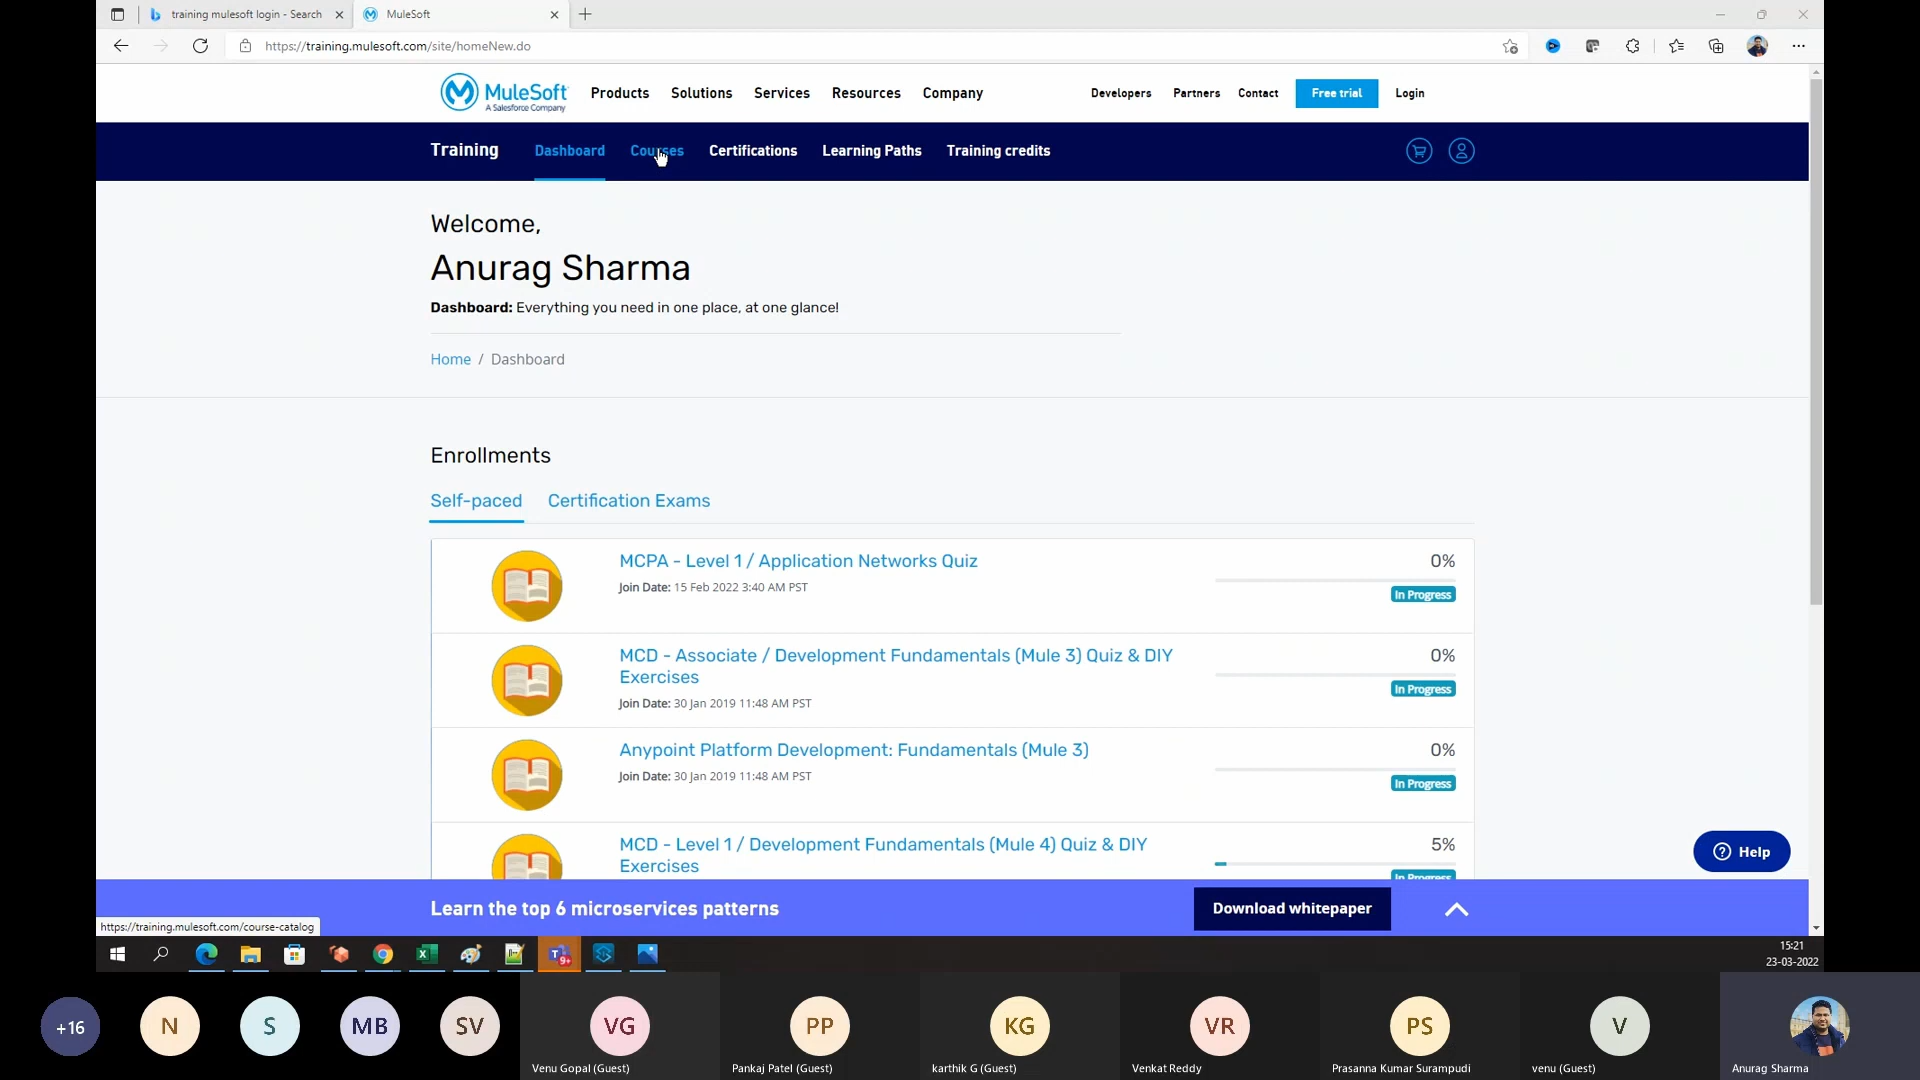 training mulesoft login - Search
MuleSoft
https://training.mulesoft.com/site/homeNew.do
MuleSoft
A Salesforce Company
Products Solutions Services Resources Company
Developers Partners Contact Free trial Login
Training Dashboard Courses Certifications Learning Paths Training credits
Welcome,
Anurag Sharma
Dashboard: Everything you need in one place, at one glance!
Home / Dashboard
Enrollments
Self-paced Certification Exams
MCPA - Level 1 / Application Networks Quiz 0%
Join Date: 15 Feb 2022 3:40 AM PST
In Progress
MCD - Associate / Development Fundamentals (Mule 3) Quiz & DIY 0%
Exercises
In Progress
Join Date: 30 Jan 2019 11:48 AM PST
Anypoint Platform Development: Fundamentals (Mule 3) 0%
Join Date: 30 Jan 2019 11:48 AM PST
In Progress
MCD - Level 1 / Development Fundamentals (Mule 4) Quiz & DIY 5%
Exercises
In Progress
Help
Learn the top 6 microservices patterns Download whitepaper
https://training.mulesoft.com/course-catalog
9+
15:21
23-03-2022
+16 N S MB SV VG PP KG VR PS V
Venu Gopal (Guest) Pankaj Patel (Guest) karthik G (Guest) Venkat Reddy Prasanna Kumar Surampudi venu (Guest) Anurag Sharma